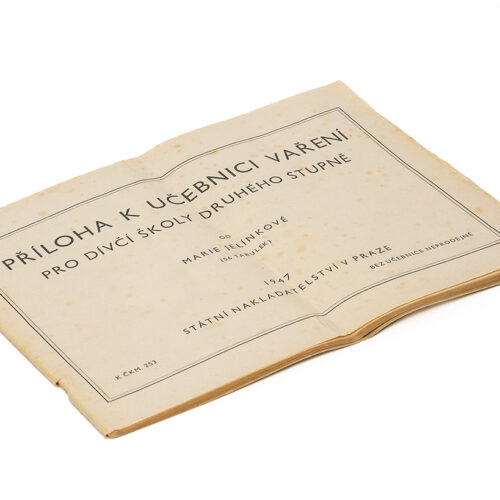 PŘÍLOHA K UČEBNICI VAŘENÍ
PRO DÍVČÍ ŠKOLY DRUHÉHO STUPNĚ
OD
MARIE JELÍNKOVÉ
(56 TABULEK)
1947
STÁTNÍ NAKLADATELSTVÍ V PRAZE
K ČKM. 253
BEZ UČEBNICE NEPRODEJNÉ